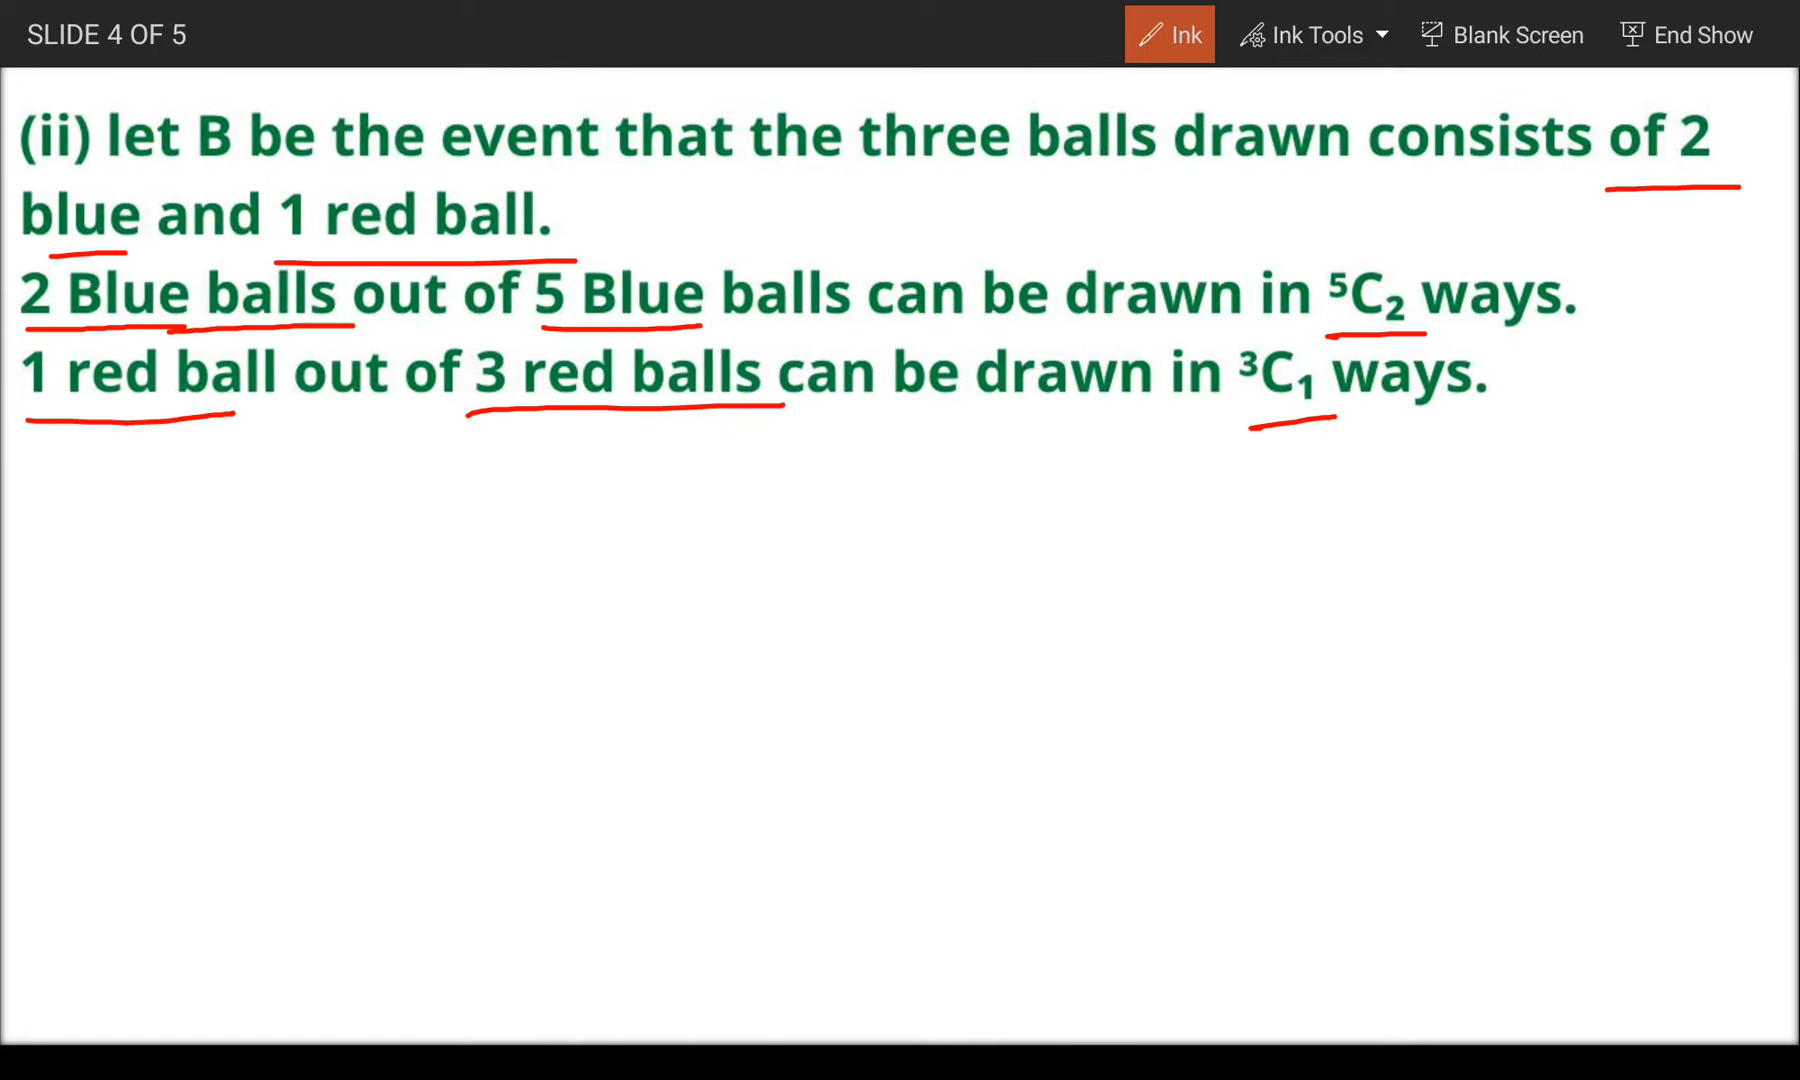 SLIDE 4 OF 5 Ink Ink Tools Blank Screen End Show
(ii) let B be the event that the three balls drawn consists of 2
blue and 1 red ball.
2 Blue balls out of 5 Blue balls can be drawn in ⁵C₂ ways.
1 red ball out of 3 red balls can be drawn in ³C₁ ways.